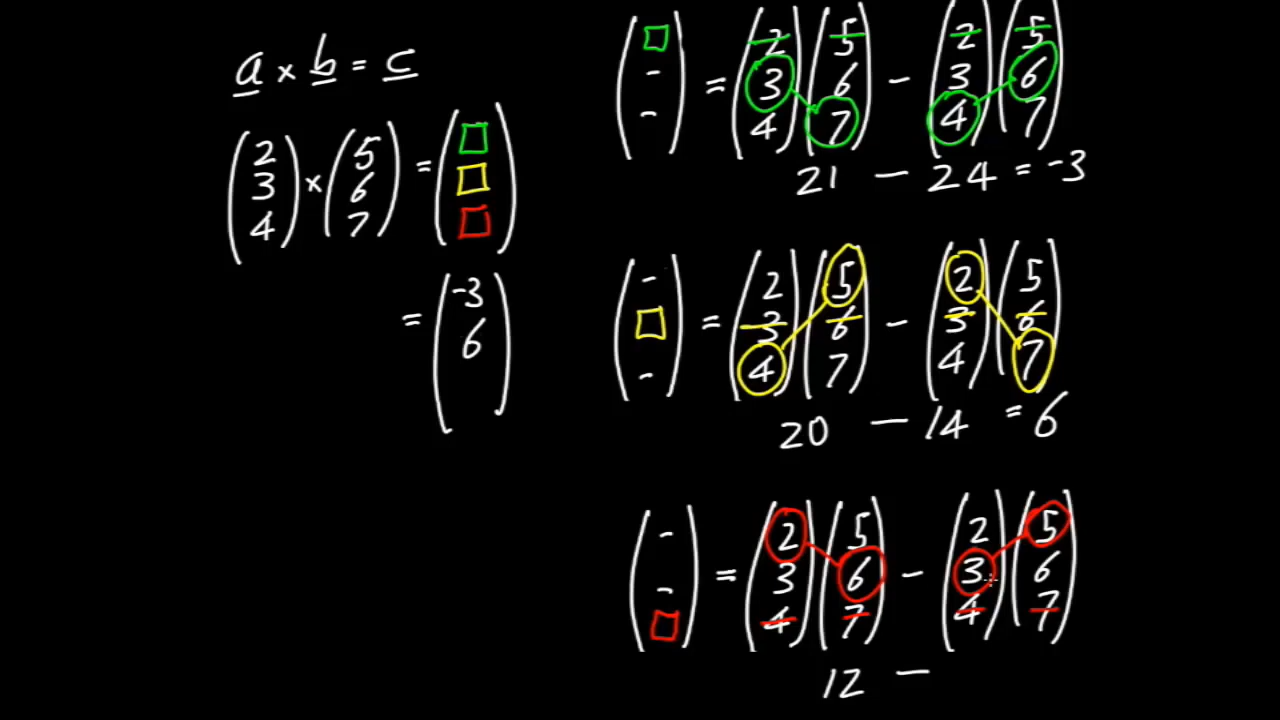 a × b = c
(2 3 4) × (5 6 7) = (□ □ □)
= (-3 6 )
(□ - -) = (2 3 4)(5 6 7) − (2 3 4)(5 6 7)
21 − 24 = -3
(- □ -) = (2 3 4)(5 6 7) − (2 3 4)(5 6 7)
20 − 14 = 6
(- - □) = (2 3 4)(5 6 7) − (2 3 4)(5 6 7)
12 −